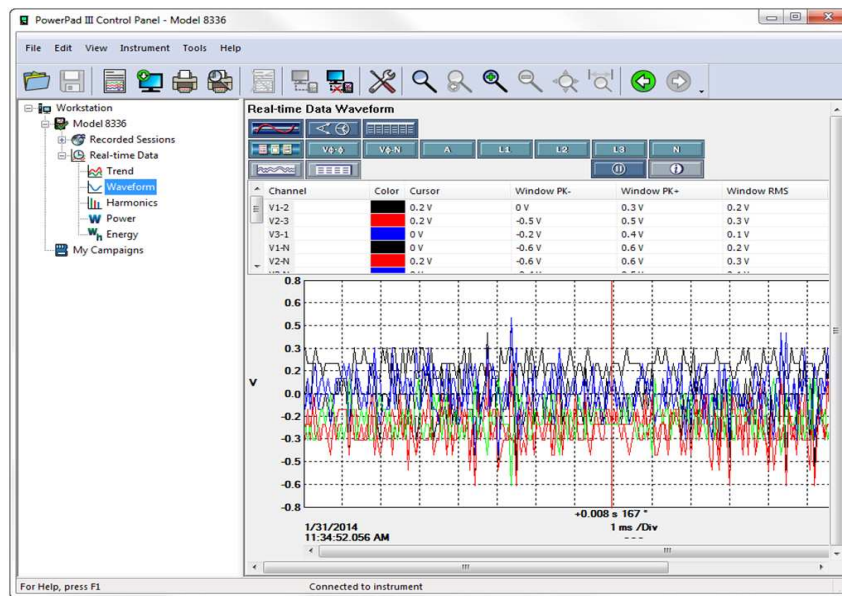 PowerPad III Control Panel - Model 8336
File Edit View Instrument Tools Help
Workstation
Model 8336
Recorded Sessions
Real-time Data
Trend
Waveform
Harmonics
Power
Energy
My Campaigns
Real-time Data Waveform
Vϕ-ϕ Vϕ-N A L1 L2 L3 N
Channel Color Cursor Window PK- Window PK+ Window RMS
V1-2 0.2 V 0 V 0.3 V 0.2 V
V2-3 0.2 V -0.5 V 0.5 V 0.3 V
V3-1 0 V -0.2 V 0.4 V 0.1 V
V1-N 0 V -0.6 V 0.6 V 0.2 V
V2-N 0.2 V -0.6 V 0.6 V 0.3 V
0.8
0.6
0.5
0.3
0.2
V
0.0
-0.2
-0.3
-0.5
-0.6
-0.8
+0.008 s 167 °
1/31/2014 1 ms /Div
11:34:52.056 AM ---
For Help, press F1 Connected to instrument